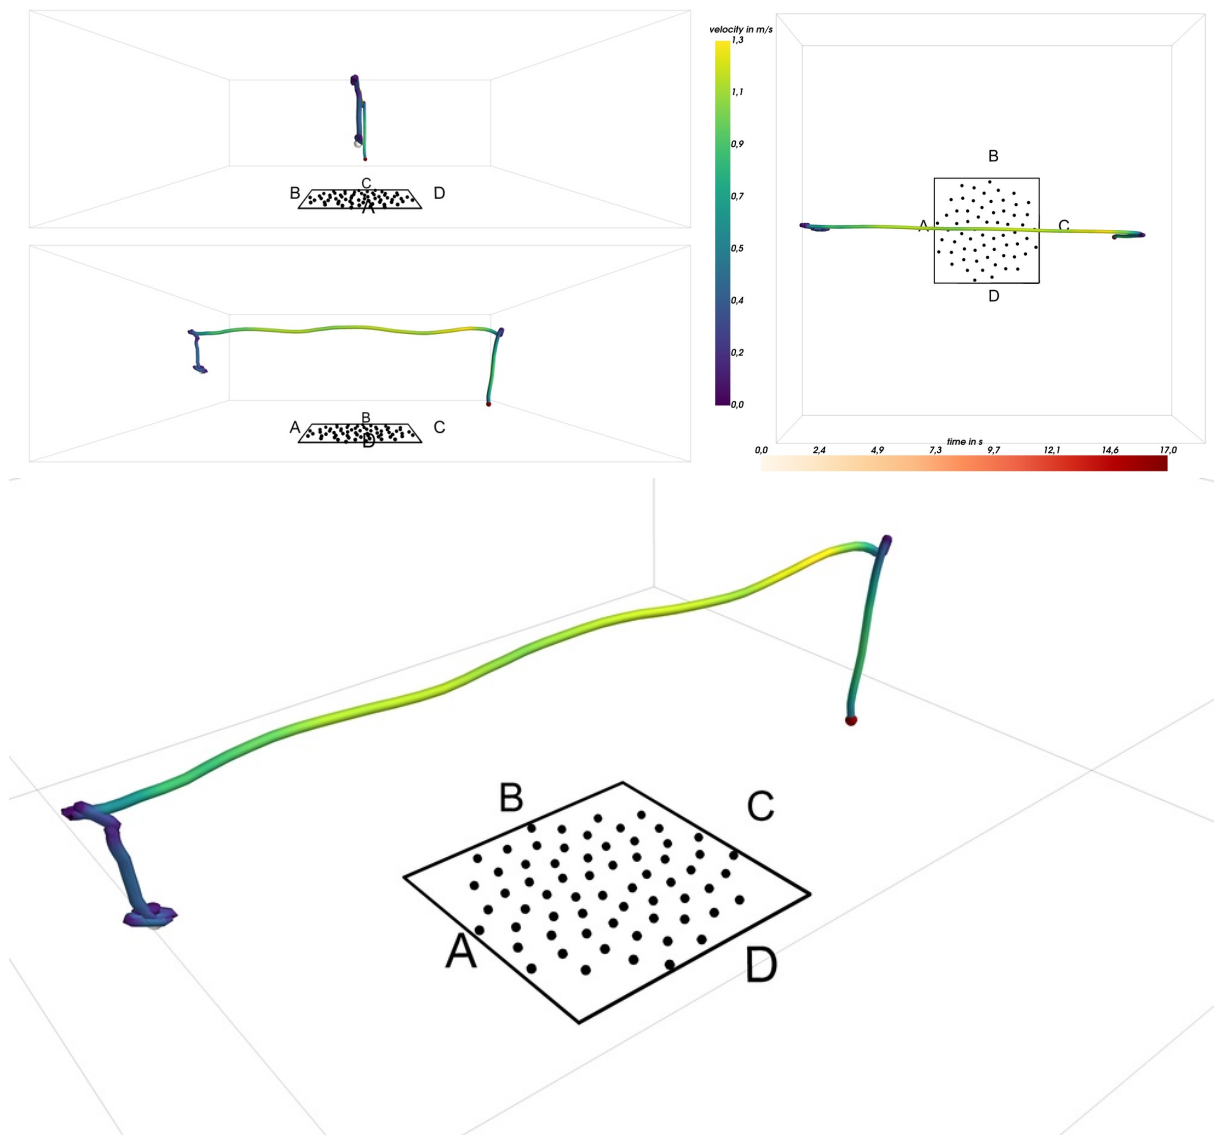 velocity in m/s
1,3
1,1
0,9
0,7
0,5
0,4
0,2
0,0
C
B D
A
B
A C
D
B
A C
D
time in s
0,0 2,4 4,9 7,3 9,7 12,1 14,6 17,0
B C
A D